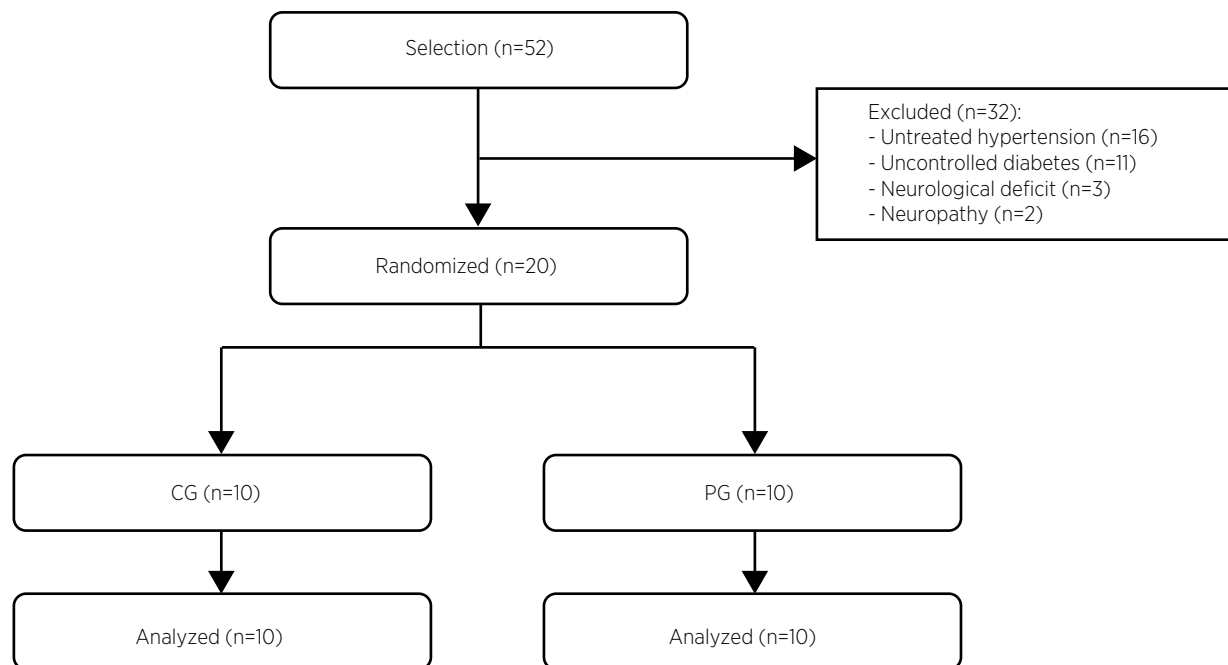 Selection (n=52)
Excluded (n=32):
- Untreated hypertension (n=16)
- Uncontrolled diabetes (n=11)
- Neurological deficit (n=3)
- Neuropathy (n=2)
Randomized (n=20)
CG (n=10)
PG (n=10)
Analyzed (n=10)
Analyzed (n=10)